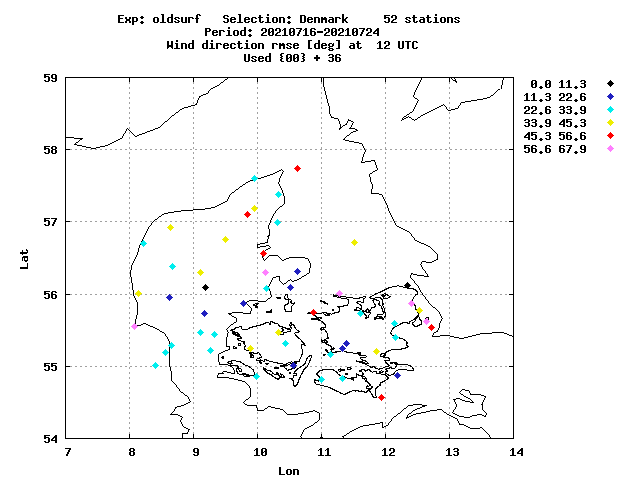 Exp: oldsurf   Selection: Denmark     52 stations
Period: 20210716-20210724
Wind direction rmse [deg] at  12 UTC
Used {00} + 36
0.0 11.3
11.3 22.6
22.6 33.9
33.9 45.3
45.3 56.6
56.6 67.9
59
58
57
56
55
54
Lat
7 8 9 10 11 12 13 14
Lon